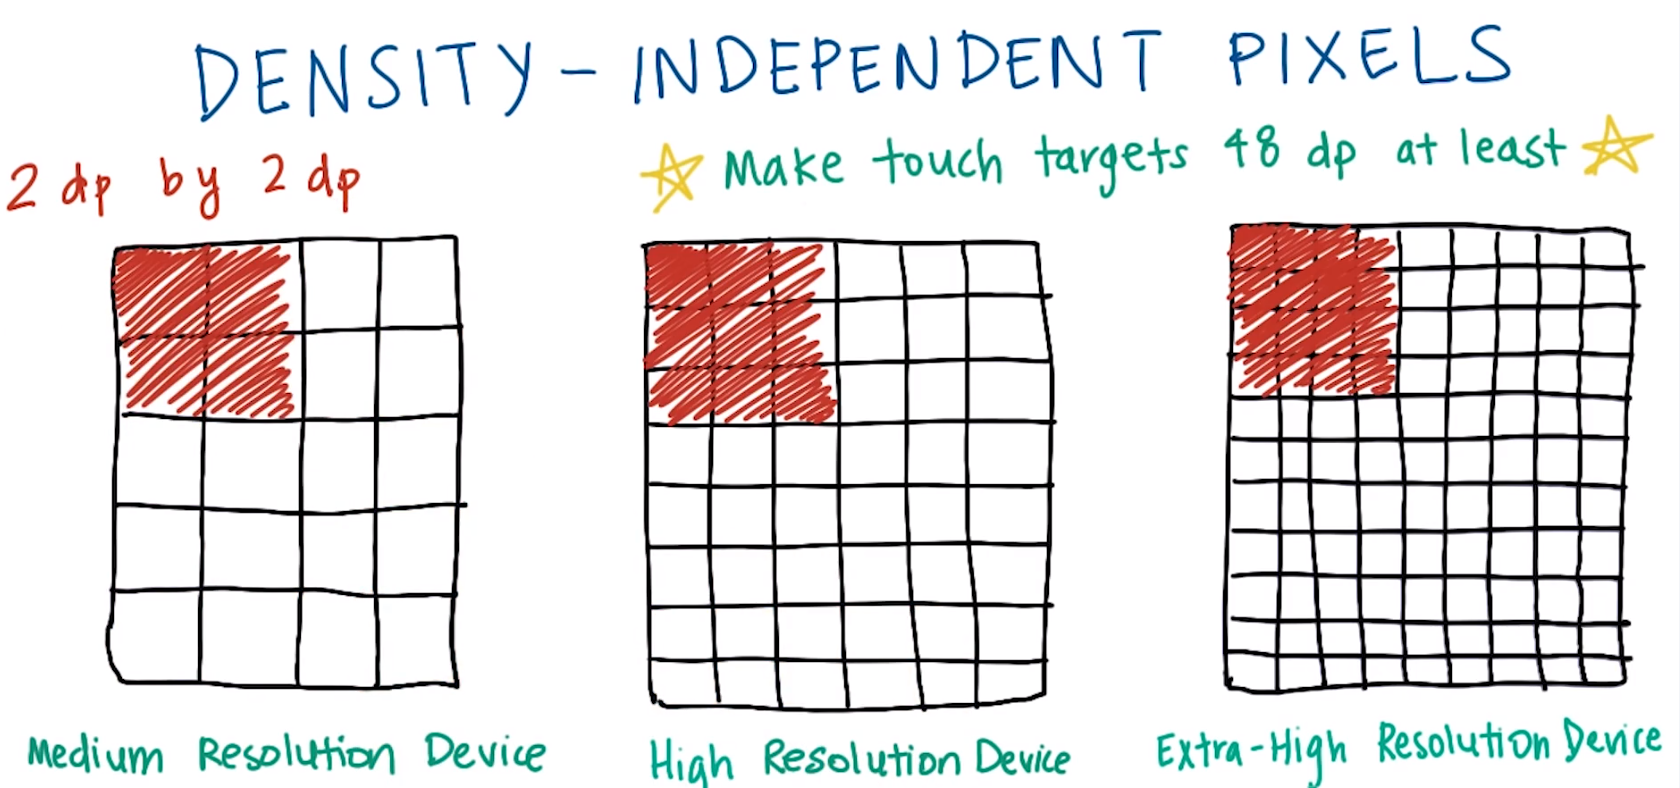 DENSITY-INDEPENDENT PIXELS
2 dp by 2 dp
Make touch targets 48 dp at least
Medium Resolution Device
High Resolution Device
Extra-High Resolution Device